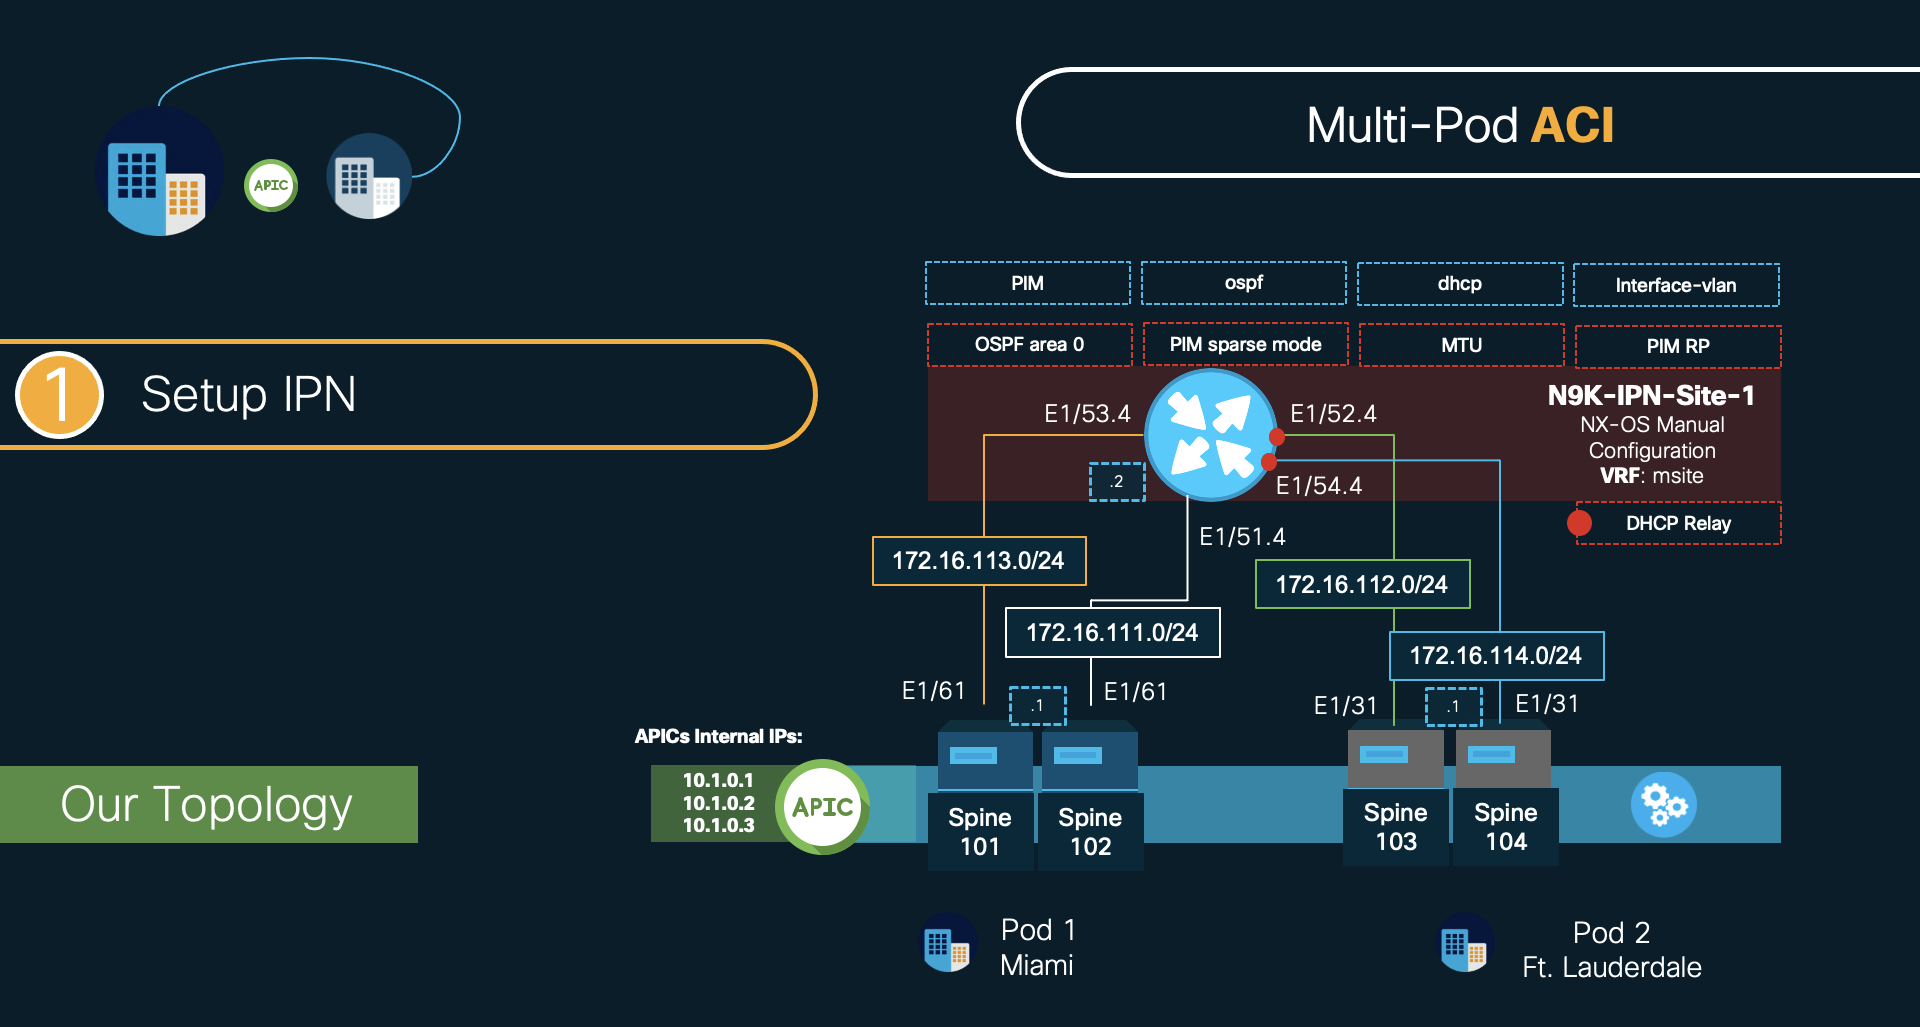 Multi-Pod ACI
APIC
PIM
ospf
dhcp
Interface-vlan
OSPF area 0
PIM sparse mode
MTU
PIM RP
1
Setup IPN
N9K-IPN-Site-1
NX-OS Manual
Configuration
VRF: msite
E1/53.4
E1/52.4
.2
E1/54.4
DHCP Relay
E1/51.4
172.16.113.0/24
172.16.112.0/24
172.16.111.0/24
172.16.114.0/24
E1/61
.1
E1/61
E1/31
.1
E1/31
APICs Internal IPs:
10.1.0.1
10.1.0.2
10.1.0.3
APIC
Our Topology
Spine
101
Spine
102
Spine
103
Spine
104
Pod 1
Miami
Pod 2
Ft. Lauderdale